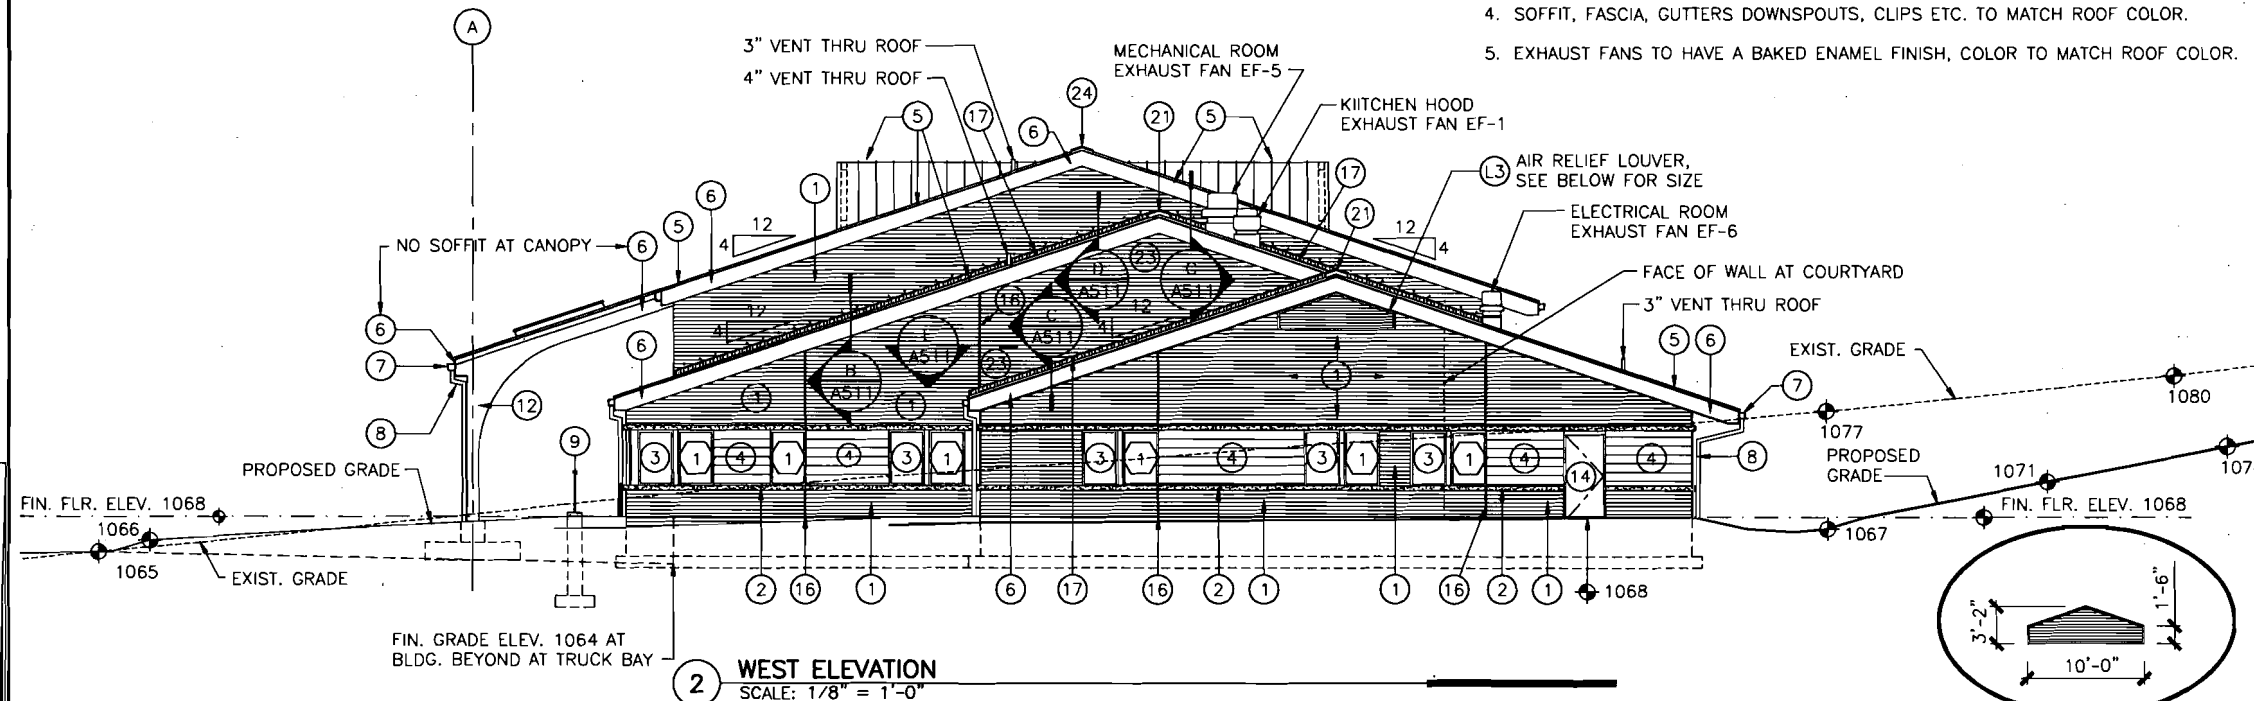 4. SOFFIT, FASCIA, GUTTERS DOWNSPOUTS, CLIPS ETC. TO MATCH ROOF COLOR.
5. EXHAUST FANS TO HAVE A BAKED ENAMEL FINISH, COLOR TO MATCH ROOF COLOR.
A
3" VENT THRU ROOF
4" VENT THRU ROOF
MECHANICAL ROOM
EXHAUST FAN EF-5
KIITCHEN HOOD
EXHAUST FAN EF-1
24
5
17
6
21
5
L3
AIR RELIEF LOUVER,
SEE BELOW FOR SIZE
17
ELECTRICAL ROOM
EXHAUST FAN EF-6
6
1
21
12
4
12
4
NO SOFFIT AT CANOPY
6
5
FACE OF WALL AT COURTYARD
3" VENT THRU ROOF
23
D
A511
C
A511
16
C
A511
12
4
12
4
E
A511
B
A511
23
6
6
7
8
12
9
1
1
1
5
6
7
EXIST. GRADE
1080
1077
PROPOSED
GRADE
1071
107
3
1
4
1
4
3
1
3
1
4
3
1
1
3
1
4
14
4
8
PROPOSED GRADE
FIN. FLR. ELEV. 1068
1066
1065
EXIST. GRADE
FIN. FLR. ELEV. 1068
1067
2
16
1
6
17
16
2
1
1
16
2
1
1068
FIN. GRADE ELEV. 1064 AT
BLDG. BEYOND AT TRUCK BAY
3'-2"
1'-6"
10'-0"
2
WEST ELEVATION
SCALE: 1/8" = 1'-0"